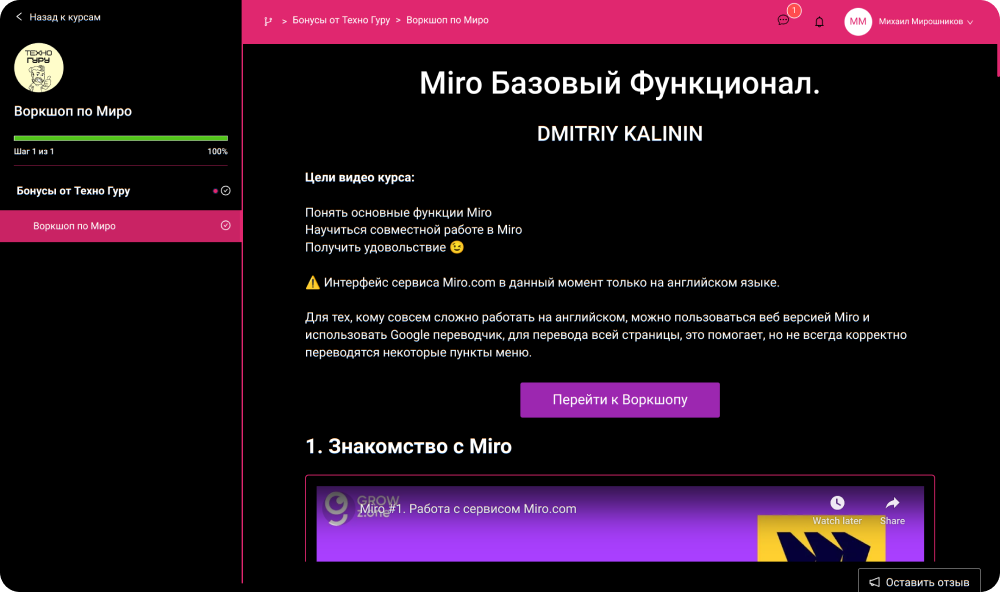 Назад к курсам
ТЕХНО
ГУРУ
Воркшоп по Миро
Шаг 1 из 1
100%
Бонусы от Техно Гуру
Воркшоп по Миро
> Бонусы от Техно Гуру > Воркшоп по Миро
1
ММ
Михаил Мирошников
Miro Базовый Функционал.
DMITRIY KALININ
Цели видео курса:
Понять основные функции Miro
Научиться совместной работе в Miro
Получить удовольствие 😉
⚠️ Интерфейс сервиса Miro.com в данный момент только на английском языке.
Для тех, кому совсем сложно работать на английском, можно пользоваться веб версией Miro и
использовать Google переводчик, для перевода всей страницы, это помогает, но не всегда корректно
переводятся некоторые пункты меню.
Перейти к Воркшопу
1. Знакомство с Miro
GROW
z.one
Miro #1. Работа с сервисом Miro.com
Watch later
Share
Оставить отзыв